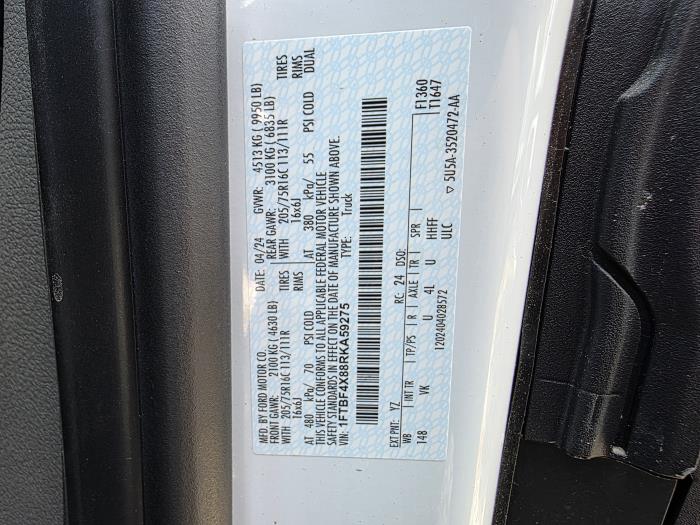 MFD. BY FORD MOTOR CO.
DATE: 04/24 GVWR: 4513 KG ( 9950 LB)
FRONT GAWR: 2100 KG ( 4630 LB) REAR GAWR: 3100 KG ( 6835 LB)
WITH 205/75R16C 113/111R TIRES WITH 205/75R16C 113/111R TIRES
16x6J RIMS 16x6J RIMS
AT 480 kPa/ 70 PSI COLD AT 380 kPa/ 55 PSI COLD DUAL
THIS VEHICLE CONFORMS TO ALL APPLICABLE FEDERAL MOTOR VEHICLE
SAFETY STANDARDS IN EFFECT ON THE DATE OF MANUFACTURE SHOWN ABOVE.
VIN: 1FTBF4X88RKA59275 TYPE: Truck
F1360
T1647
EXT PNT: YZ RC: 24 DSO:
WB INT TR TP/PS R AXLE TR SPR
148 VK U 4L U HHFF
1202404028572 ULC
▽ 5U5A-3520472-AA